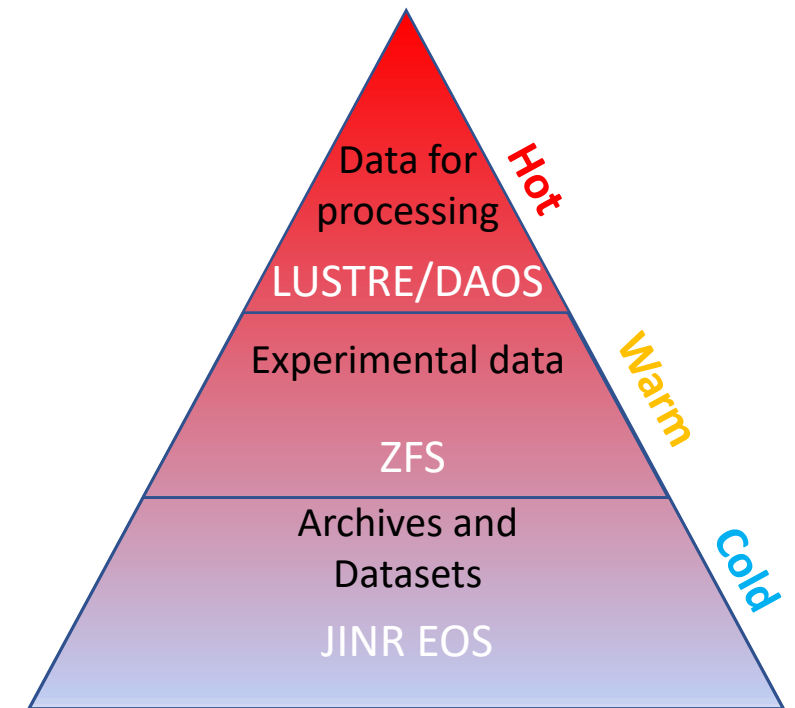 Data for
processing
Hot
LUSTRE/DAOS
Experimental data
Warm
ZFS
Archives and
Datasets
Cold
JINR EOS